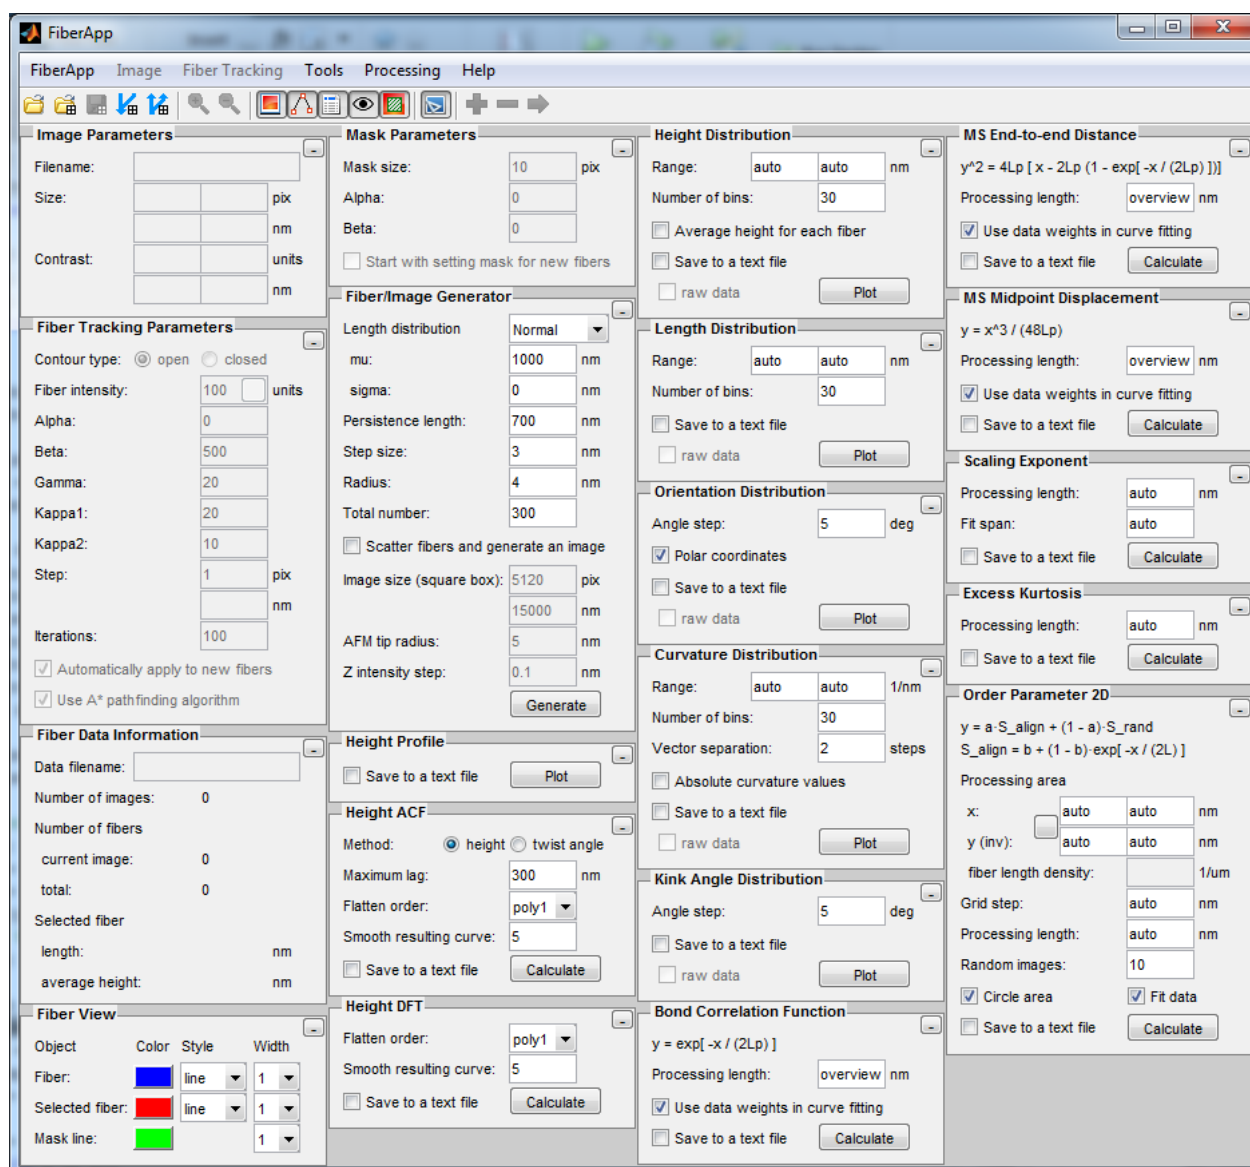 FiberApp
FiberApp Image Fiber Tracking Tools Processing Help
Image Parameters
Filename:
Size: pix
nm
Contrast: units
nm
Fiber Tracking Parameters
Contour type: open closed
Fiber intensity: 100 units
Alpha: 0
Beta: 500
Gamma: 20
Kappa1: 20
Kappa2: 10
Step: 1 pix
nm
Iterations: 100
Automatically apply to new fibers
Use A* pathfinding algorithm
Fiber Data Information
Data filename:
Number of images: 0
Number of fibers
current image: 0
total: 0
Selected fiber
length: nm
average height: nm
Fiber View
Object Color Style Width
Fiber: line 1
Selected fiber: line 1
Mask line: 1
Mask Parameters
Mask size: 10 pix
Alpha: 0
Beta: 0
Start with setting mask for new fibers
Fiber/Image Generator
Length distribution Normal
mu: 1000 nm
sigma: 0 nm
Persistence length: 700 nm
Step size: 3 nm
Radius: 4 nm
Total number: 300
Scatter fibers and generate an image
Image size (square box): 5120 pix
15000 nm
AFM tip radius: 5 nm
Z intensity step: 0.1 nm
Generate
Height Profile
Save to a text file Plot
Height ACF
Method: height twist angle
Maximum lag: 300 nm
Flatten order: poly1
Smooth resulting curve: 5
Save to a text file Calculate
Height DFT
Flatten order: poly1
Smooth resulting curve: 5
Save to a text file Calculate
Height Distribution
Range: auto auto nm
Number of bins: 30
Average height for each fiber
Save to a text file
raw data Plot
Length Distribution
Range: auto auto nm
Number of bins: 30
Save to a text file
raw data Plot
Orientation Distribution
Angle step: 5 deg
Polar coordinates
Save to a text file
raw data Plot
Curvature Distribution
Range: auto auto 1/nm
Number of bins: 30
Vector separation: 2 steps
Absolute curvature values
Save to a text file
raw data Plot
Kink Angle Distribution
Angle step: 5 deg
Save to a text file
raw data Plot
Bond Correlation Function
y = exp[ -x / (2Lp) ]
Processing length: overview nm
Use data weights in curve fitting
Save to a text file Calculate
MS End-to-end Distance
y^2 = 4Lp [ x - 2Lp (1 - exp[ -x / (2Lp) ])]
Processing length: overview nm
Use data weights in curve fitting
Save to a text file Calculate
MS Midpoint Displacement
y = x^3 / (48Lp)
Processing length: overview nm
Use data weights in curve fitting
Save to a text file Calculate
Scaling Exponent
Processing length: auto nm
Fit span: auto
Save to a text file Calculate
Excess Kurtosis
Processing length: auto nm
Save to a text file Calculate
Order Parameter 2D
y = a·S_align + (1 - a)·S_rand
S_align = b + (1 - b)·exp[ -x / (2L) ]
Processing area
x: auto auto nm
y (inv): auto auto nm
fiber length density: 1/um
Grid step: auto nm
Processing length: auto nm
Random images: 10
Circle area Fit data
Save to a text file Calculate